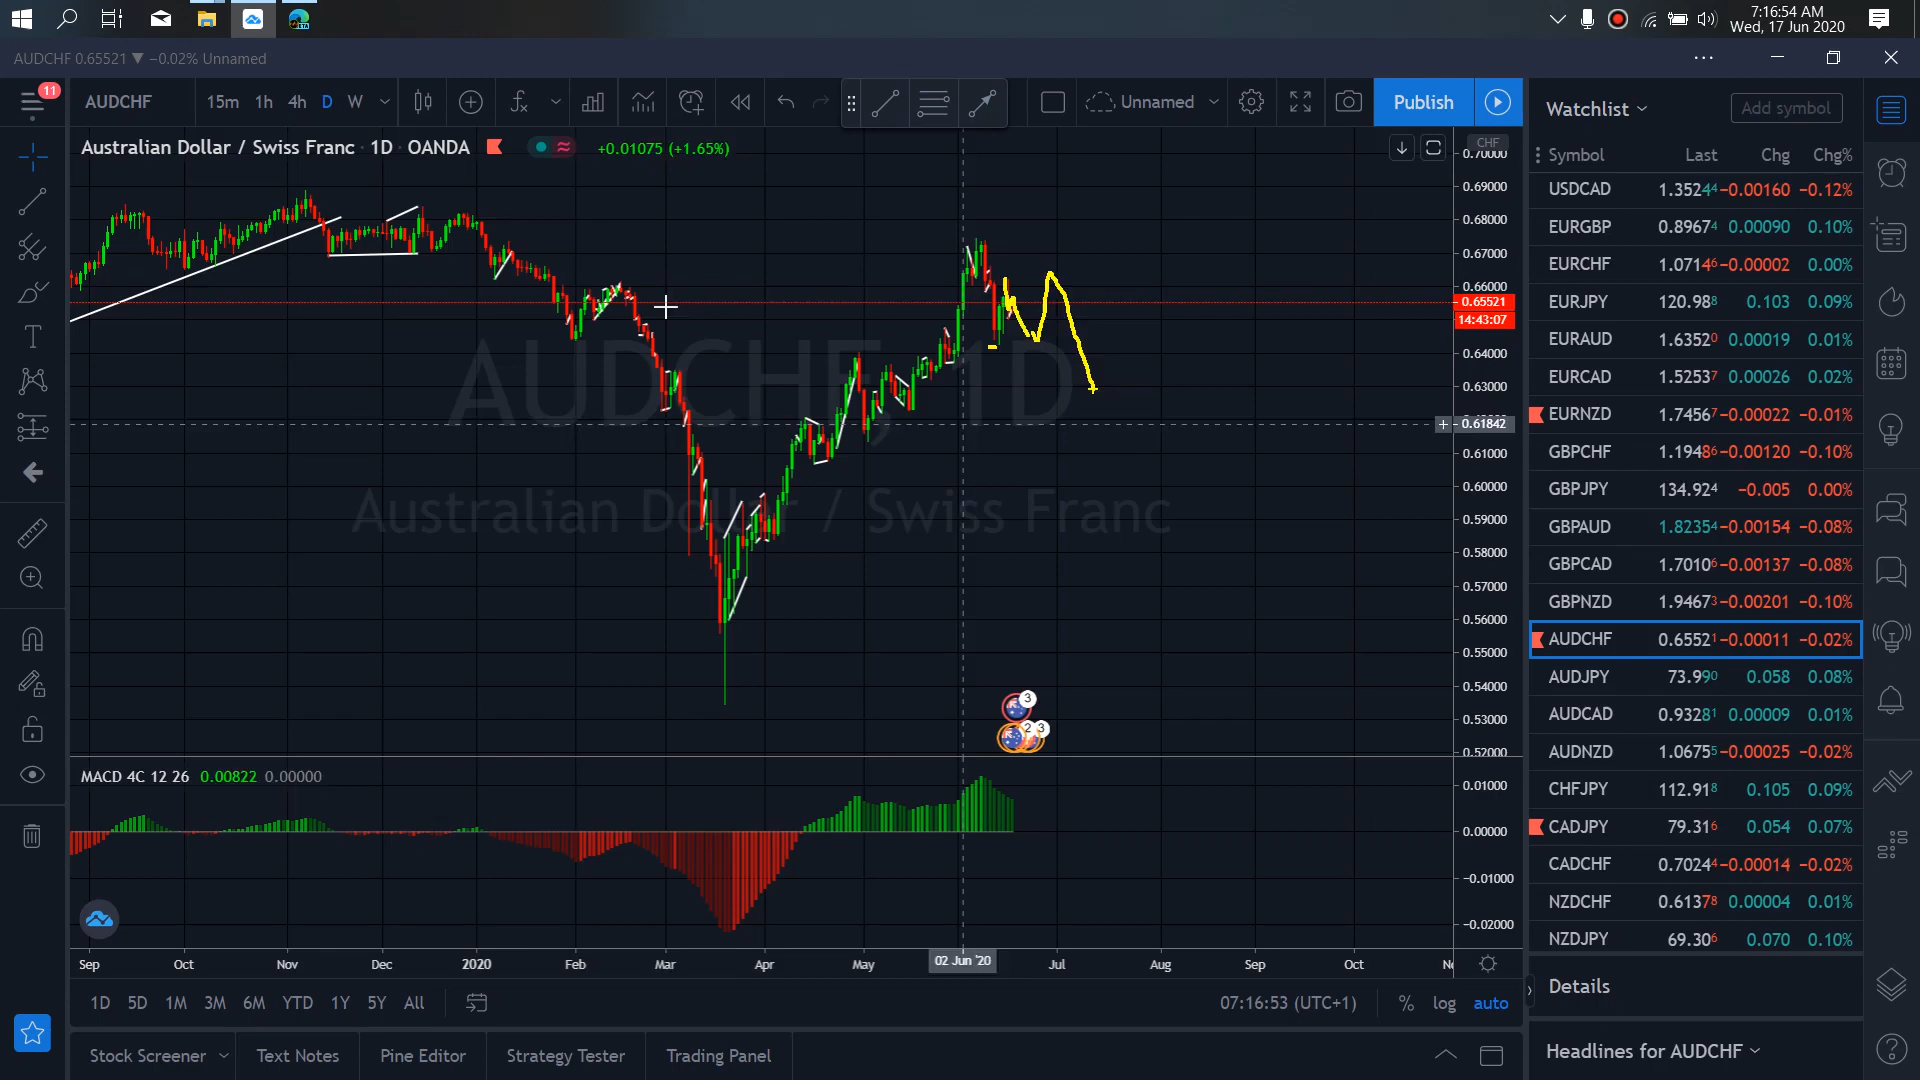 7:16:54 AM
Wed, 17 Jun 2020
AUDCHF 0.65521 ▼ −0.02% Unnamed
11
AUDCHF 15m 1h 4h D W Unnamed Publish
Watchlist Add symbol
Australian Dollar / Swiss Franc · 1D · OANDA +0.01075 (+1.65%)
Symbol Last Chg Chg%
USDCAD 1.35244 −0.00160 −0.12%
EURGBP 0.89674 0.00090 0.10%
EURCHF 1.07146 −0.00002 0.00%
EURJPY 120.988 0.103 0.09%
EURAUD 1.63520 0.00019 0.01%
EURCAD 1.52537 0.00026 0.02%
EURNZD 1.74567 −0.00022 −0.01%
GBPCHF 1.19486 −0.00120 −0.10%
GBPJPY 134.924 −0.005 0.00%
GBPAUD 1.82354 −0.00154 −0.08%
GBPCAD 1.70106 −0.00137 −0.08%
GBPNZD 1.94673 −0.00201 −0.10%
AUDCHF 0.65521 −0.00011 −0.02%
AUDJPY 73.990 0.058 0.08%
AUDCAD 0.93281 0.00009 0.01%
AUDNZD 1.06755 −0.00025 −0.02%
CHFJPY 112.918 0.105 0.09%
CADJPY 79.316 0.054 0.07%
CADCHF 0.70244 −0.00014 −0.02%
NZDCHF 0.61378 0.00004 0.01%
NZDJPY 69.306 0.070 0.10%
Details
Headlines for AUDCHF
CHF
0.70000
0.69000
0.68000
0.67000
0.66000
0.65521
14:43:07
0.64000
0.63000
0.61842
0.61000
0.60000
0.59000
0.58000
0.57000
0.56000
0.55000
0.54000
0.53000
0.52000
AUDCHF, 1D
Australian Dollar / Swiss Franc
3
2 3
MACD 4C 12 26 0.00822 0.00000
0.01000
0.00000
−0.01000
−0.02000
Sep Oct Nov Dec 2020 Feb Mar Apr May 02 Jun '20 Jul Aug Sep Oct
1D 5D 1M 3M 6M YTD 1Y 5Y All 07:16:53 (UTC+1) % log auto
Stock Screener Text Notes Pine Editor Strategy Tester Trading Panel